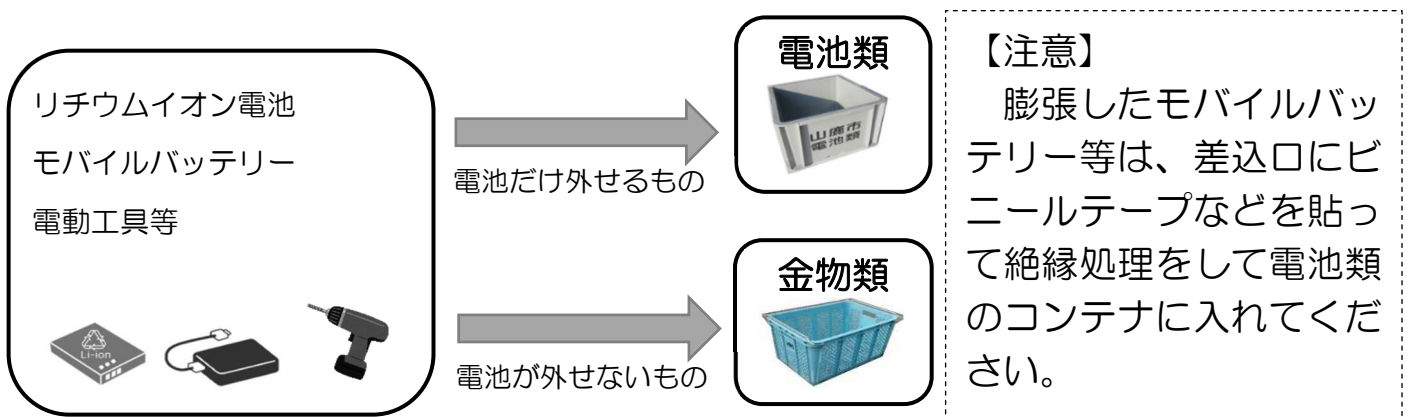 リチウムイオン電池
モバイルバッテリー
電動工具等
Li-ion
電池だけ外せるもの
電池類
山鹿市
電池類
電池が外せないもの
金物類
【注意】
膨張したモバイルバッ
テリー等は、差込口にビ
ニールテープなどを貼っ
て絶縁処理をして電池類
のコンテナに入れてくだ
さい。